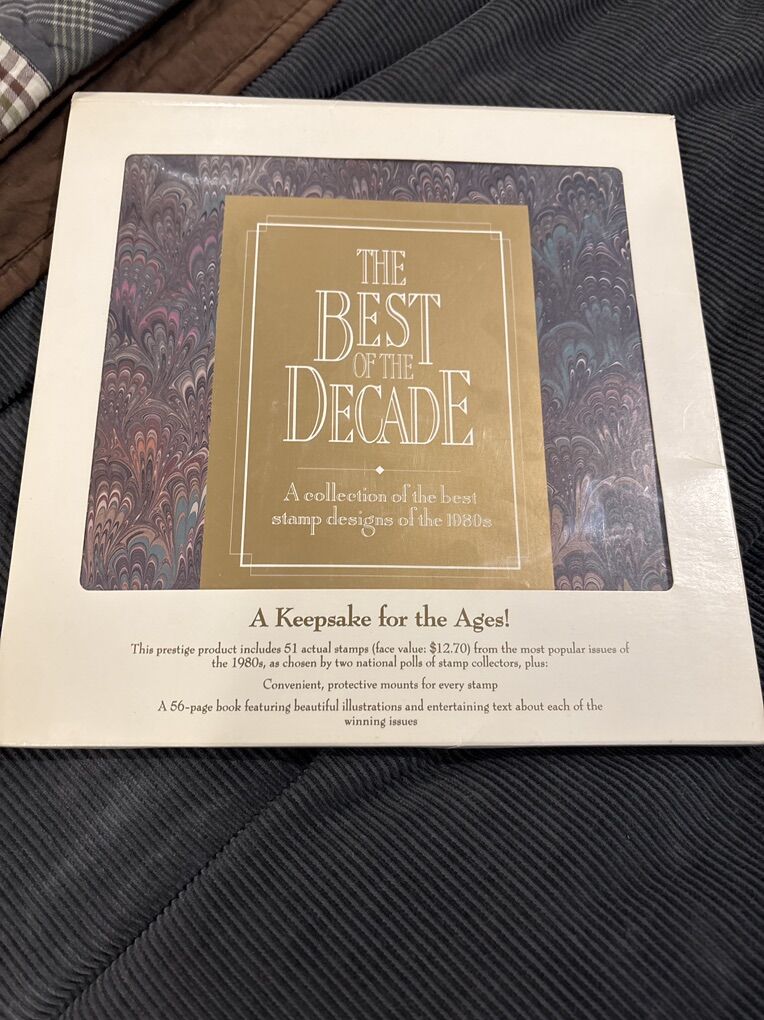 THE
BEST
OF THE
DECADE
A collection of the best
stamp designs of the 1980s
A Keepsake for the Ages!
This prestige product includes 51 actual stamps (face value: $12.70) from the most popular issues of
the 1980s, as chosen by two national polls of stamp collectors, plus:
Convenient, protective mounts for every stamp
A 56-page book featuring beautiful illustrations and entertaining text about each of the
winning issues